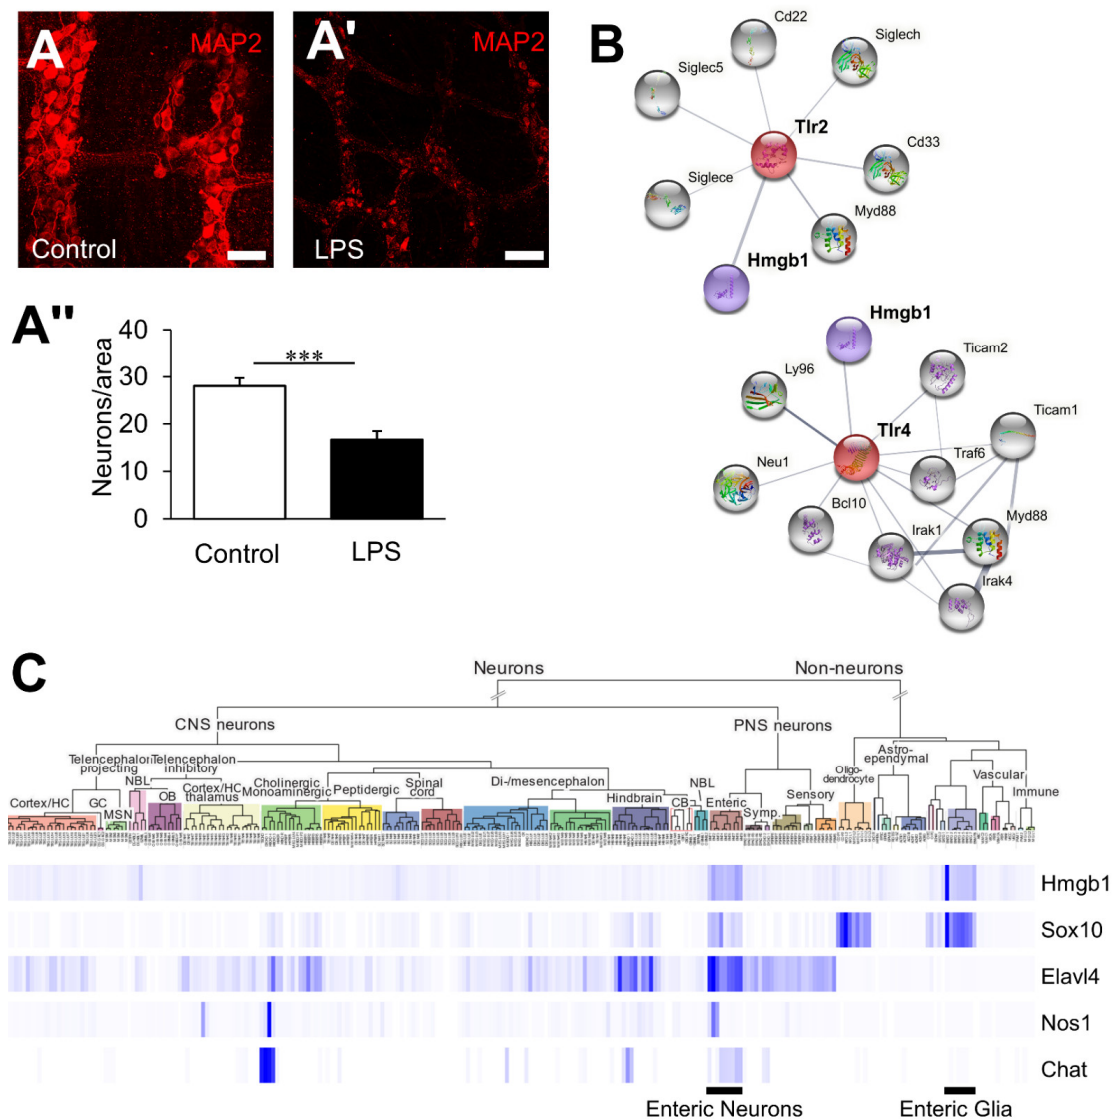 A
MAP2
Control
A'
MAP2
LPS
A"
Neurons/area
40
30
20
10
0
***
Control
LPS
B
Cd22
Siglech
Siglec5
Tlr2
Cd33
Siglece
Myd88
Hmgb1
Hmgb1
Ticam2
Ly96
Ticam1
Tlr4
Traf6
Neu1
Bcl10
Irak1
Myd88
Irak4
C
Neurons
Non-neurons
CNS neurons
PNS neurons
Telencephalon
projecting
Telencephalon
inhibitory
Cortex/HC
GC
MSN
NBL
OB
Cortex/HC
thalamus
Cholinergic
Monoaminergic
Peptidergic
Spinal
cord
Di-/mesencephalon
Hindbrain
CB
NBL
Enteric
Symp.
Sensory
Oligo-
dendrocyte
Astro-
ependymal
Vascular
Immune
Hmgb1
Sox10
Elavl4
Nos1
Chat
Enteric Neurons
Enteric Glia